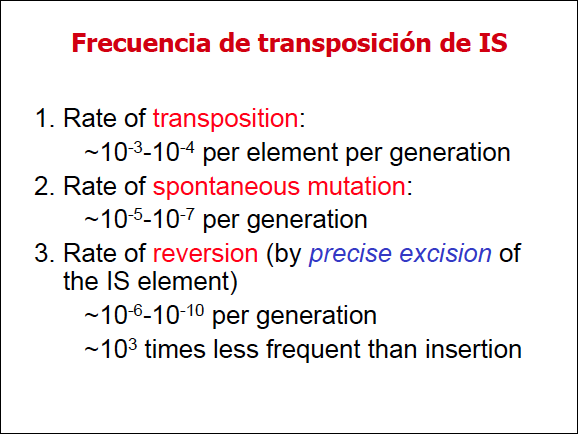 Frecuencia de transposición de IS
1. Rate of transposition:
~10⁻³-10⁻⁴ per element per generation
2. Rate of spontaneous mutation:
~10⁻⁵-10⁻⁷ per generation
3. Rate of reversion (by precise excision of
the IS element)
~10⁻⁶-10⁻¹⁰ per generation
~10³ times less frequent than insertion